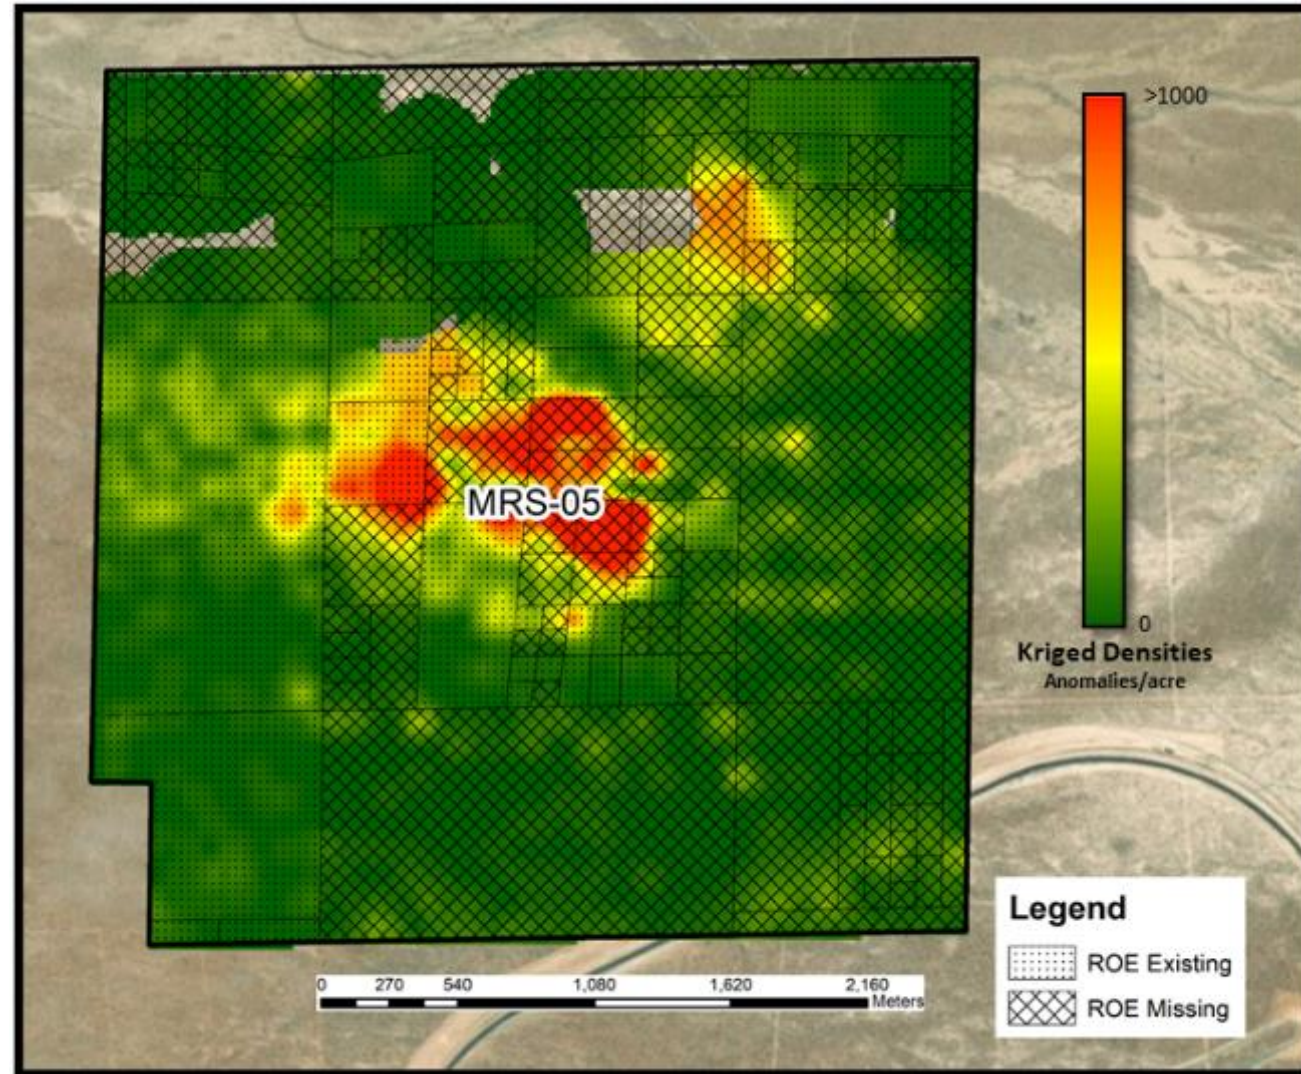 >1000
MRS-05
0
Kriged Densities
Anomalies/acre
Legend
ROE Existing
ROE Missing
0 270 540 1,080 1,620 2,160
Meters